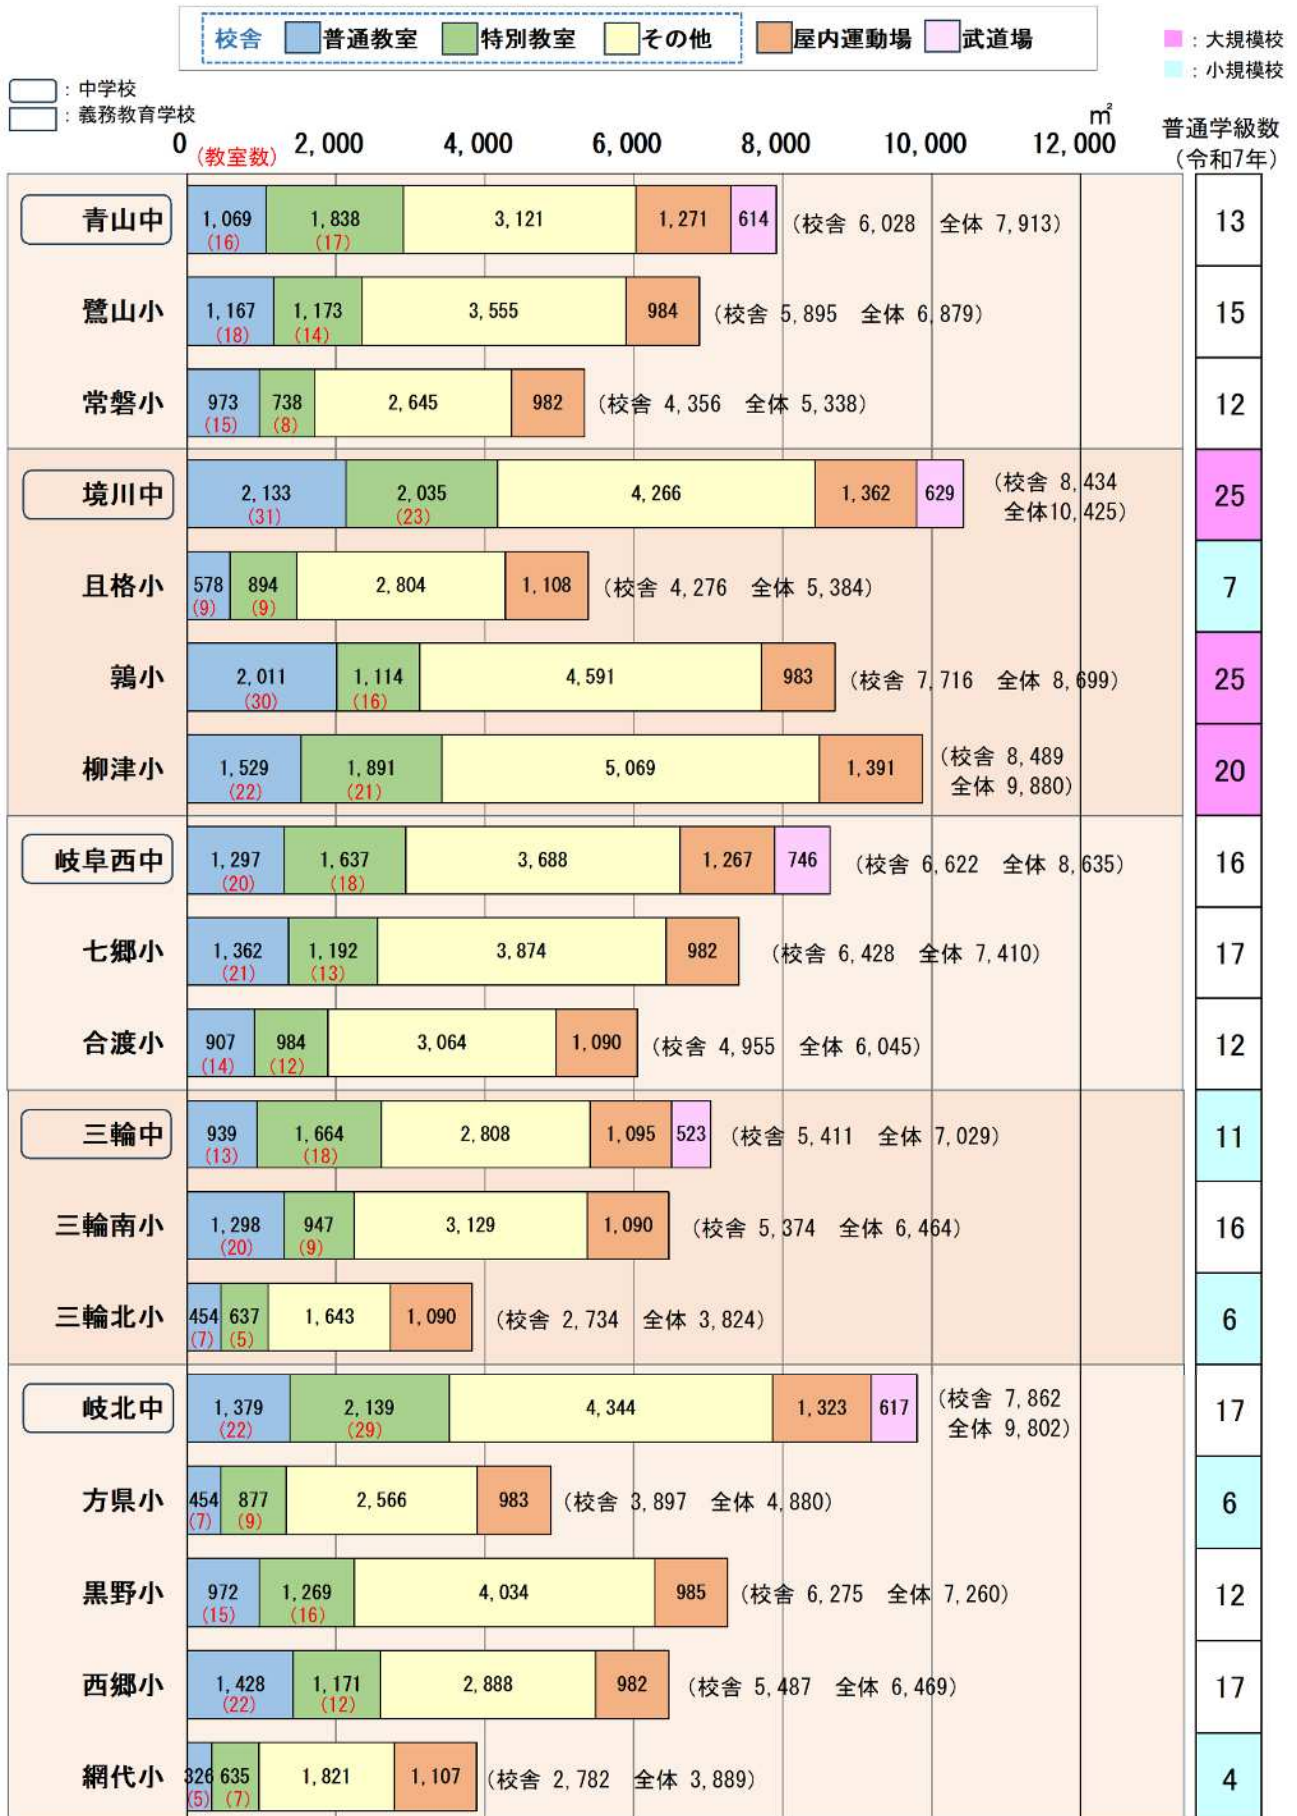 校舎 普通教室 特別教室 その他 屋内運動場 武道場
：大規模校
：小規模校
：中学校
：義務教育学校
㎡
普通学級数
（令和7年）
0 (教室数) 2,000 4,000 6,000 8,000 10,000 12,000
青山中 1,069 1,838 3,121 1,271 614 (校舎 6,028 全体 7,913) 13
(16) (17)
鷺山小 1,167 1,173 3,555 984 (校舎 5,895 全体 6,879) 15
(18) (14)
常磐小 973 738 2,645 982 (校舎 4,356 全体 5,338) 12
(15) (8)
境川中 2,133 2,035 4,266 1,362 629 (校舎 8,434 25
(31) (23) 全体10,425)
且格小 578 894 2,804 1,108 (校舎 4,276 全体 5,384) 7
(9) (9)
鶉小 2,011 1,114 4,591 983 (校舎 7,716 全体 8,699) 25
(30) (16)
柳津小 1,529 1,891 5,069 1,391 (校舎 8,489 20
(22) (21) 全体 9,880)
岐阜西中 1,297 1,637 3,688 1,267 746 (校舎 6,622 全体 8,635) 16
(20) (18)
七郷小 1,362 1,192 3,874 982 (校舎 6,428 全体 7,410) 17
(21) (13)
合渡小 907 984 3,064 1,090 (校舎 4,955 全体 6,045) 12
(14) (12)
三輪中 939 1,664 2,808 1,095 523 (校舎 5,411 全体 7,029) 11
(13) (18)
三輪南小 1,298 947 3,129 1,090 (校舎 5,374 全体 6,464) 16
(20) (9)
三輪北小 454 637 1,643 1,090 (校舎 2,734 全体 3,824) 6
(7) (5)
岐北中 1,379 2,139 4,344 1,323 617 (校舎 7,862 17
(22) (29) 全体 9,802)
方県小 454 877 2,566 983 (校舎 3,897 全体 4,880) 6
(7) (9)
黒野小 972 1,269 4,034 985 (校舎 6,275 全体 7,260) 12
(15) (16)
西郷小 1,428 1,171 2,888 982 (校舎 5,487 全体 6,469) 17
(22) (12)
網代小 326 635 1,821 1,107 (校舎 2,782 全体 3,889) 4
(5) (7)